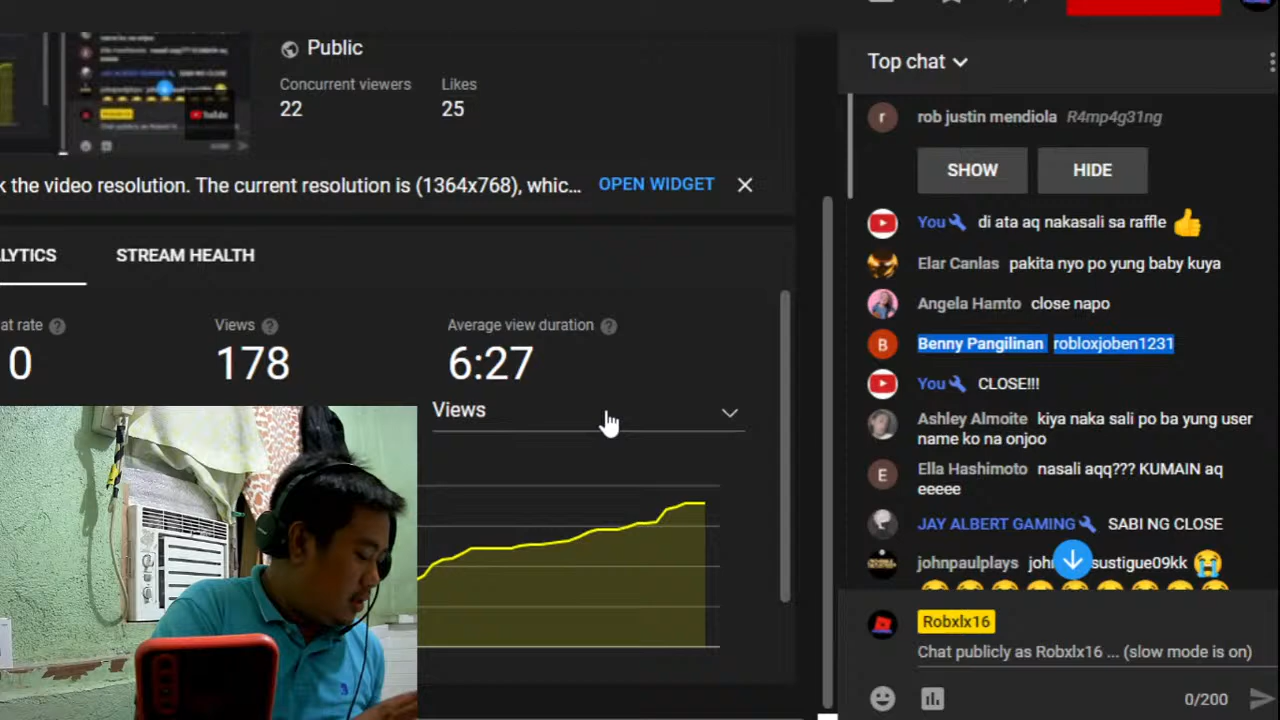 Public
Concurrent viewers
Likes
22
25
k the video resolution. The current resolution is (1364x768), whic...
OPEN WIDGET
LYTICS
STREAM HEALTH
at rate
Views
Average view duration
0
178
6:27
Views
Top chat
rob justin mendiola R4mp4g31ng
SHOW
HIDE
You di ata aq nakasali sa raffle
Elar Canlas pakita nyo po yung baby kuya
Angela Hamto close napo
Benny Pangilinan robloxjoben1231
You CLOSE!!!
Ashley Almoite kiya naka sali po ba yung user
name ko na onjoo
Ella Hashimoto nasali aqq??? KUMAIN aq
eeeee
JAY ALBERT GAMING SABI NG CLOSE
johnpaulplays joh sustigue09kk
Robxlx16
Chat publicly as Robxlx16 ... (slow mode is on)
0/200